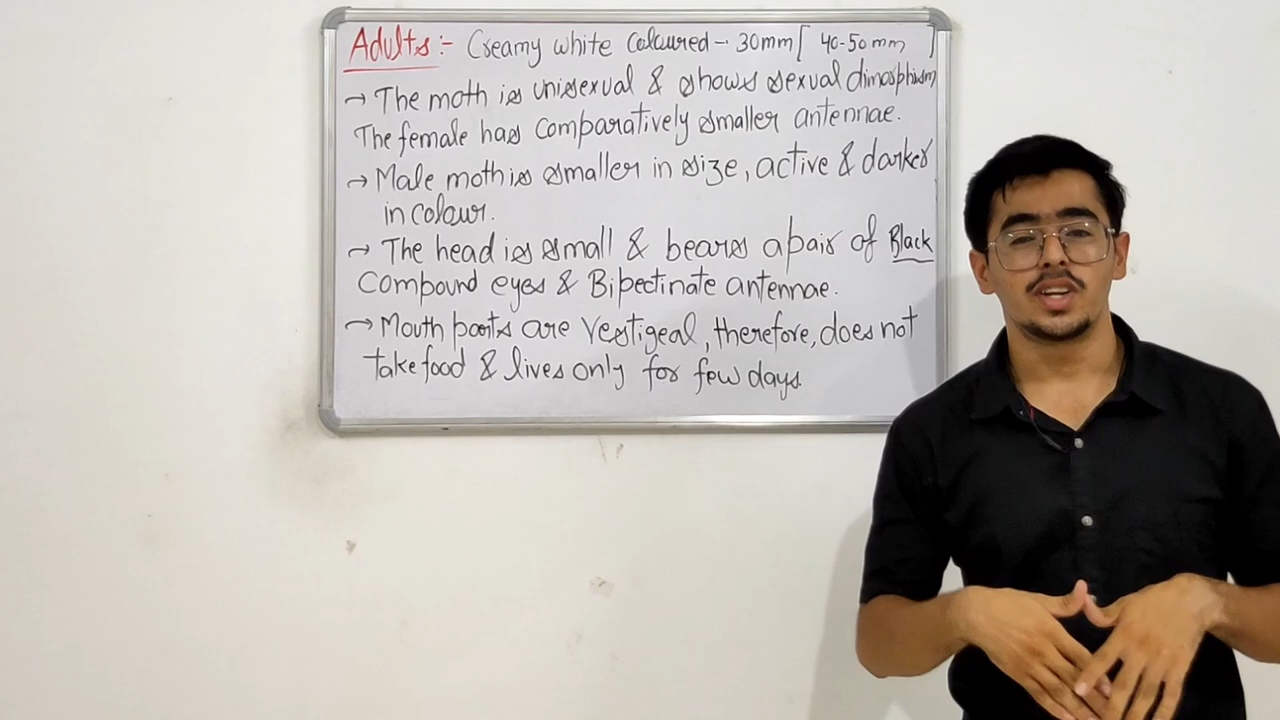 Adults :- Creamy white coloured - 30mm [ 40-50 mm ]
→ The moth is unisexual & shows sexual dimorphism
The female has comparatively smaller antennae.
→ Male moth is smaller in size, active & darker
in colour.
→ The head is small & bears a pair of Black
Compound eyes & Bipectinate antennae.
→ Mouth parts are Vestigeal, therefore, does not
take food & lives only for few days.